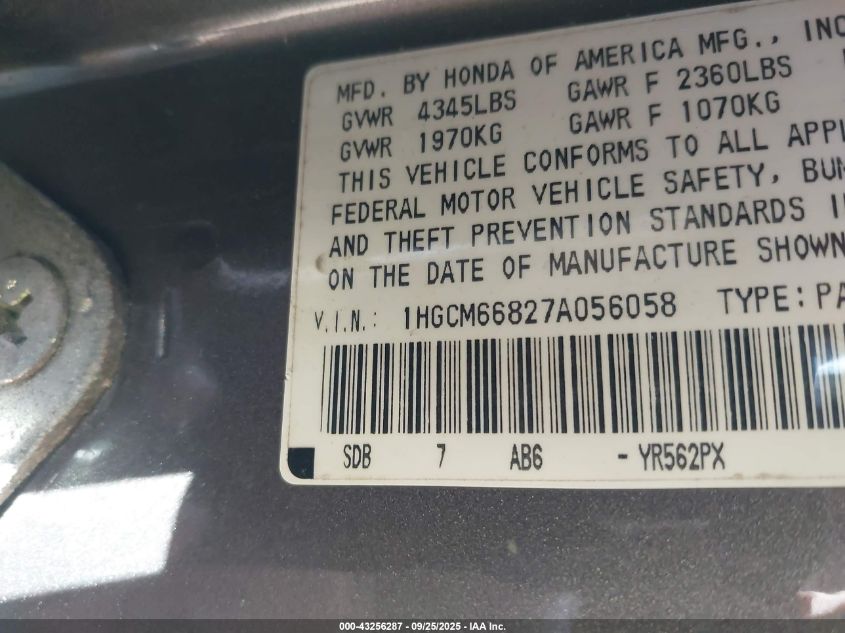 MFD. BY HONDA OF AMERICA MFG., INC
GVWR 4345LBS GAWR F 2360LBS
GVWR 1970KG GAWR F 1070KG
THIS VEHICLE CONFORMS TO ALL APPL
FEDERAL MOTOR VEHICLE SAFETY, BUM
AND THEFT PREVENTION STANDARDS I
ON THE DATE OF MANUFACTURE SHOWN
V.I.N.: 1HGCM66827A056058 TYPE: PA
SDB 7 AB6 - YR562PX
000-43256287 - 09/25/2025 - IAA Inc.